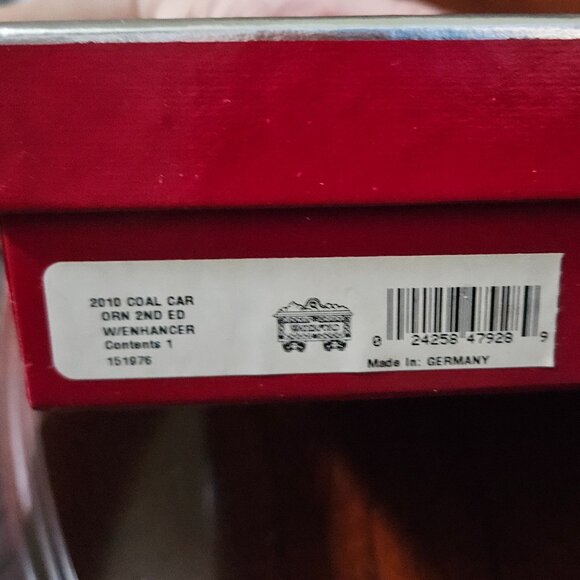 2010 COAL CAR
ORN 2ND ED
W/ENHANCER
Contents 1
151976
0 24258 47928 9
Made In: GERMANY